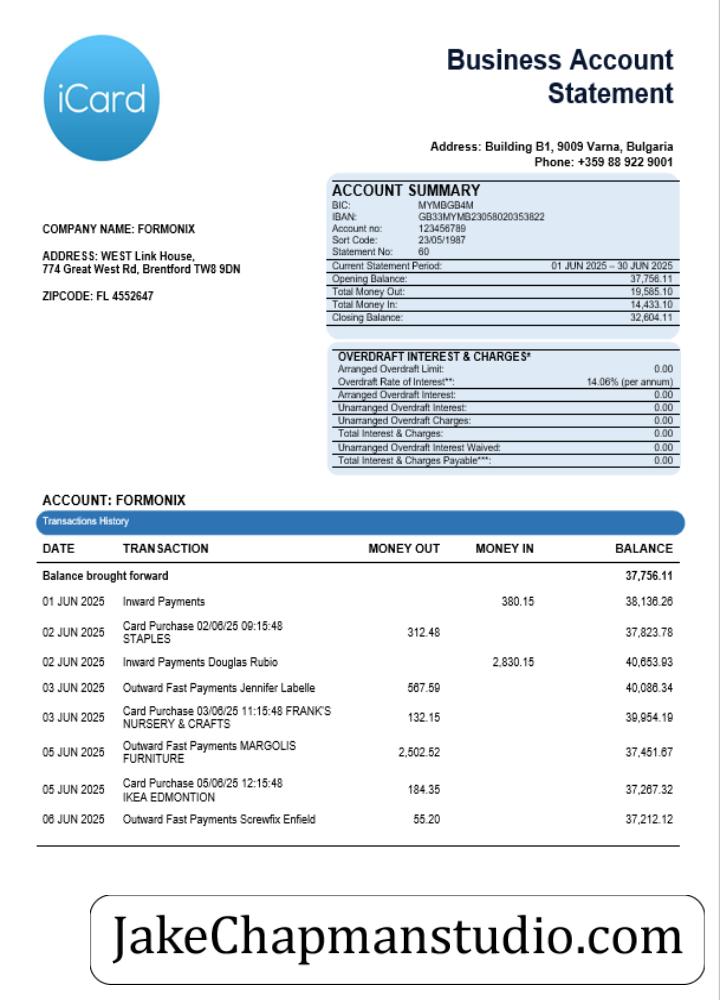 iCard
Business Account
Statement
Address: Building B1, 9009 Varna, Bulgaria
Phone: +359 88 922 9001
COMPANY NAME: FORMONIX
ADDRESS: WEST Link House,
774 Great West Rd, Brentford TW8 9DN
ZIPCODE: FL 4552647
ACCOUNT SUMMARY
BIC: MYMBGB4M
IBAN: GB33MYMB23058020353822
Account no: 123456789
Sort Code: 23/05/1987
Statement No: 60
Current Statement Period: 01 JUN 2025 – 30 JUN 2025
Opening Balance: 37,756.11
Total Money Out: 19,585.10
Total Money In: 14,433.10
Closing Balance: 32,604.11
OVERDRAFT INTEREST & CHARGES*
Arranged Overdraft Limit: 0.00
Overdraft Rate of Interest**: 14.06% (per annum)
Arranged Overdraft Interest: 0.00
Unarranged Overdraft Interest: 0.00
Unarranged Overdraft Charges: 0.00
Total Interest & Charges: 0.00
Unarranged Overdraft Interest Waived: 0.00
Total Interest & Charges Payable***: 0.00
ACCOUNT: FORMONIX
Transactions History
DATE TRANSACTION MONEY OUT MONEY IN BALANCE
Balance brought forward 37,756.11
01 JUN 2025 Inward Payments 380.15 38,136.26
02 JUN 2025 Card Purchase 02/06/25 09:15:48
STAPLES 312.48 37,823.78
02 JUN 2025 Inward Payments Douglas Rubio 2,830.15 40,653.93
03 JUN 2025 Outward Fast Payments Jennifer Labelle 567.59 40,086.34
03 JUN 2025 Card Purchase 03/06/25 11:15:48 FRANK'S
NURSERY & CRAFTS 132.15 39,954.19
05 JUN 2025 Outward Fast Payments MARGOLIS
FURNITURE 2,502.52 37,451.67
05 JUN 2025 Card Purchase 05/06/25 12:15:48
IKEA EDMONTION 184.35 37,267.32
06 JUN 2025 Outward Fast Payments Screwfix Enfield 55.20 37,212.12
JakeChapmanstudio.com